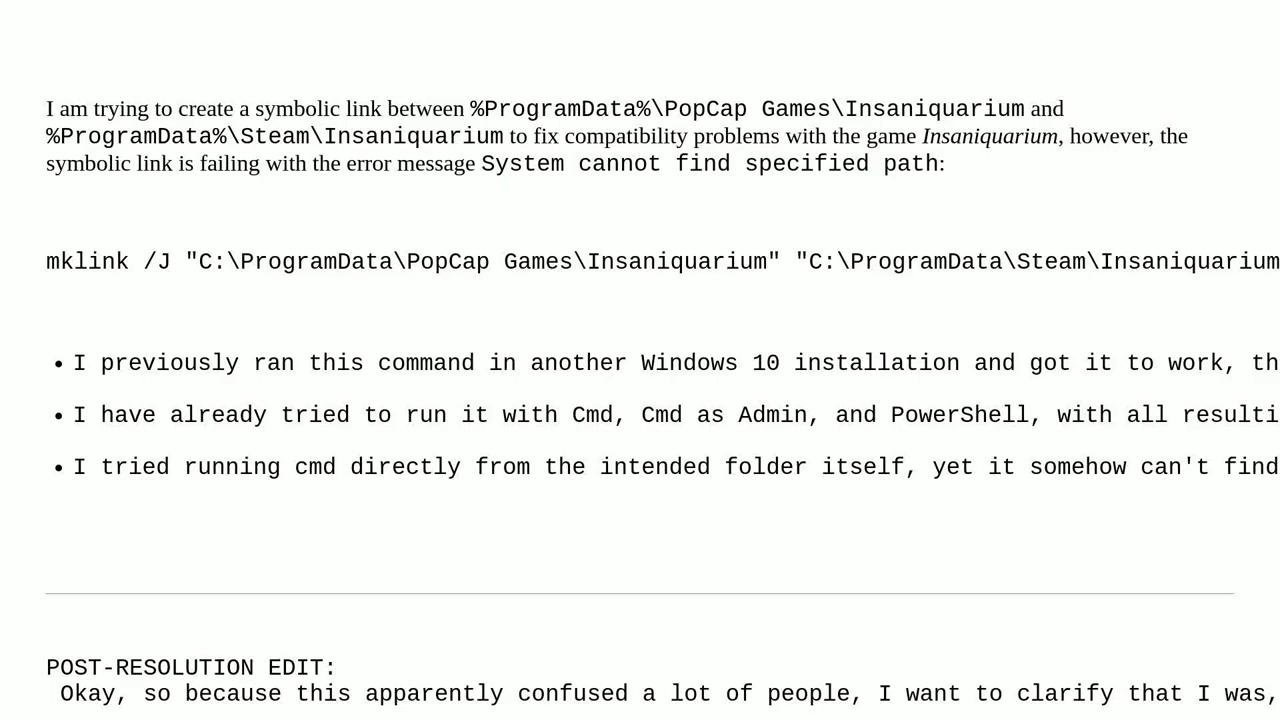 I am trying to create a symbolic link between %ProgramData%\PopCap Games\Insaniquarium and
%ProgramData%\Steam\Insaniquarium to fix compatibility problems with the game Insaniquarium, however, the
symbolic link is failing with the error message System cannot find specified path:
mklink /J "C:\ProgramData\PopCap Games\Insaniquarium" "C:\ProgramData\Steam\Insaniquarium
• I previously ran this command in another Windows 10 installation and got it to work, th
• I have already tried to run it with Cmd, Cmd as Admin, and PowerShell, with all resulti
• I tried running cmd directly from the intended folder itself, yet it somehow can't find
POST-RESOLUTION EDIT:
Okay, so because this apparently confused a lot of people, I want to clarify that I was,